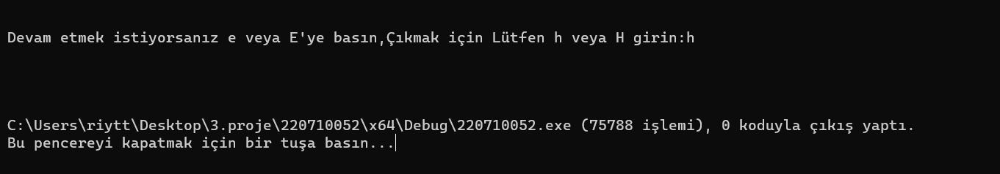 Devam etmek istiyorsanız e veya E'ye basın,Çıkmak için Lütfen h veya H girin:h
C:\Users\riytt\Desktop\3.proje\220710052\x64\Debug\220710052.exe (75788 işlemi), 0 koduyla çıkış yaptı.
Bu pencereyi kapatmak için bir tuşa basın...